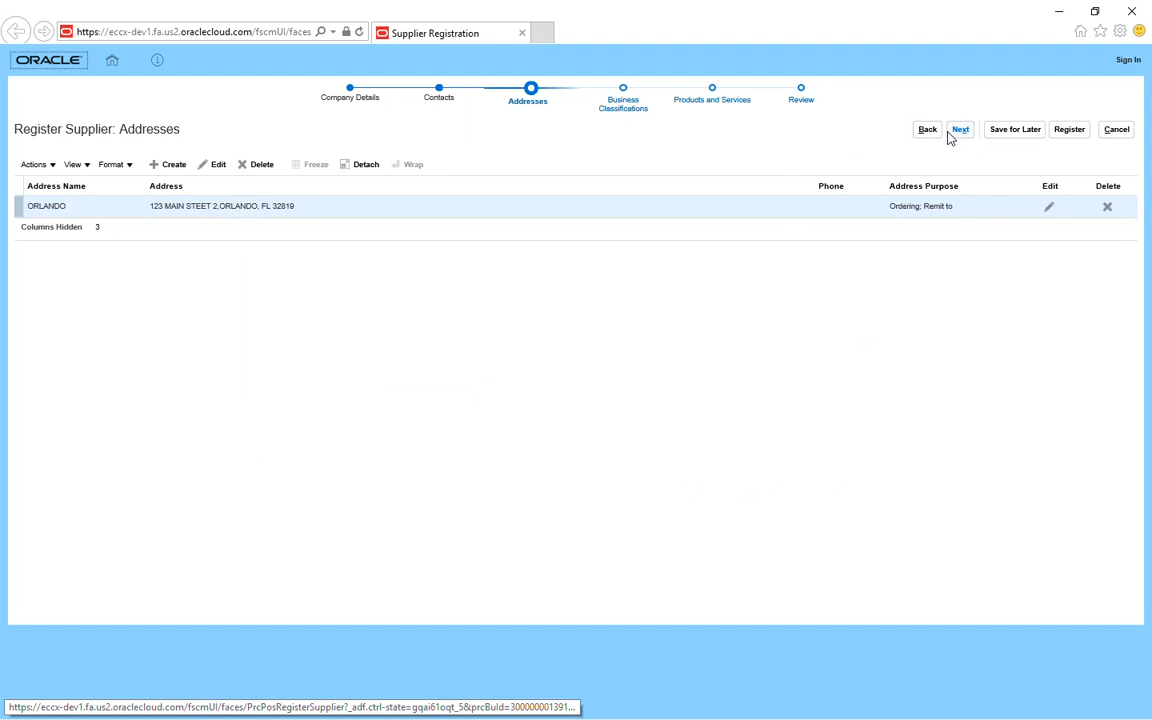 https://eccx-dev1.fa.us2.oraclecloud.com/fscmUI/faces
Supplier Registration
ORACLE
Sign In
Company Details
Contacts
Addresses
Business
Classifications
Products and Services
Review
Register Supplier: Addresses
Back Next Save for Later Register Cancel
Actions View Format Create Edit Delete Freeze Detach Wrap
Address Name Address Phone Address Purpose Edit Delete
ORLANDO 123 MAIN STEET 2,ORLANDO, FL 32819 Ordering; Remit to
Columns Hidden 3
https://eccx-dev1.fa.us2.oraclecloud.com/fscmUI/faces/PrcPosRegisterSupplier?_adf.ctrl-state=gqai61oqt_5&prcBuId=300000001391...